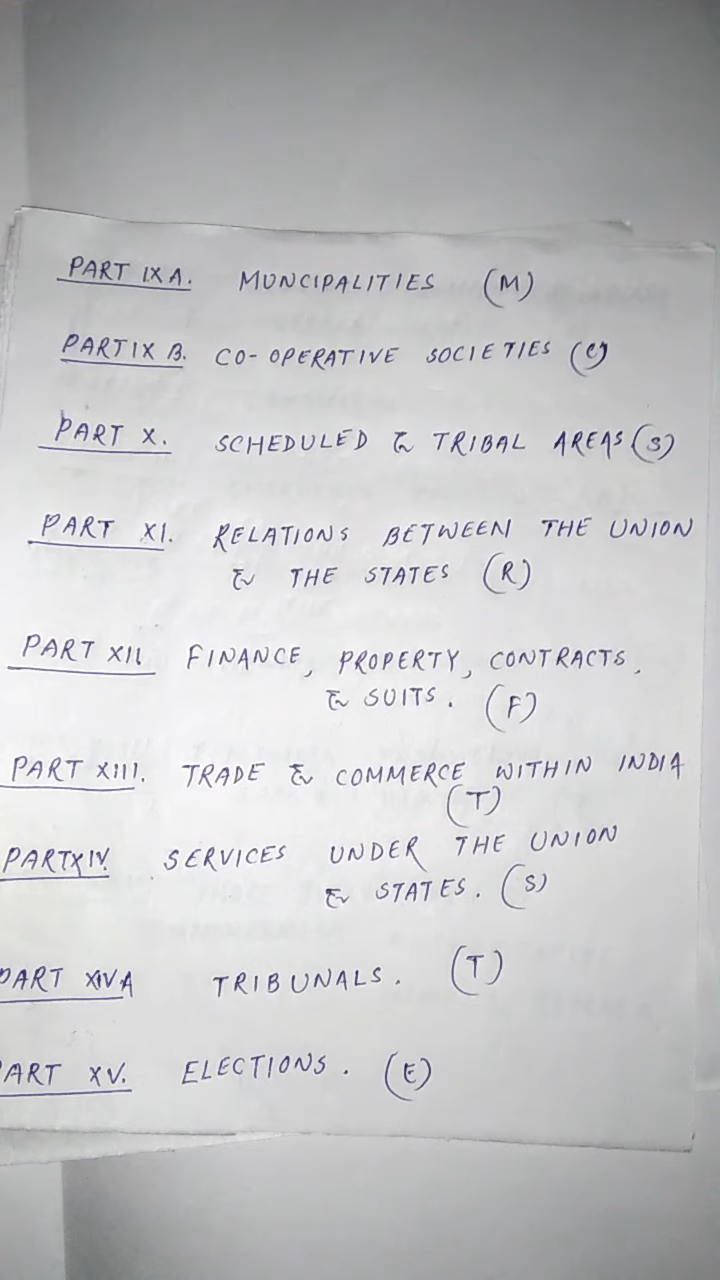 PART IX A. MUNCIPALITIES (M)
PART IX B. CO-OPERATIVE SOCIETIES (C)
PART X. SCHEDULED & TRIBAL AREAS (S)
PART XI. RELATIONS BETWEEN THE UNION
& THE STATES (R)
PART XII FINANCE, PROPERTY, CONTRACTS,
& SUITS. (F)
PART XIII. TRADE & COMMERCE WITHIN INDIA
(T)
PART XIV. SERVICES UNDER THE UNION
& STATES. (S)
PART XIVA TRIBUNALS. (T)
PART XV. ELECTIONS. (E)